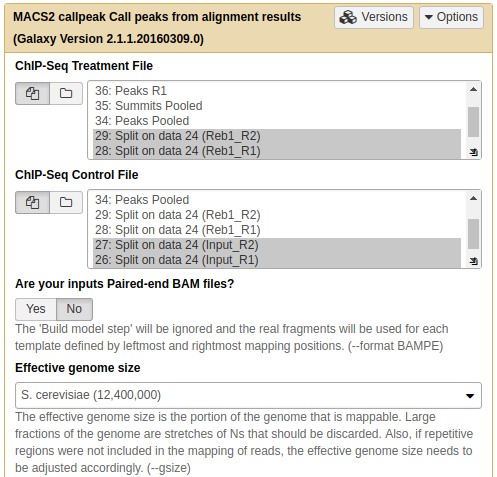 MACS2 callpeak Call peaks from alignment results
(Galaxy Version 2.1.1.20160309.0)
Versions
Options
ChIP-Seq Treatment File
36: Peaks R1
35: Summits Pooled
34: Peaks Pooled
29: Split on data 24 (Reb1_R2)
28: Split on data 24 (Reb1_R1)
ChIP-Seq Control File
34: Peaks Pooled
29: Split on data 24 (Reb1_R2)
28: Split on data 24 (Reb1_R1)
27: Split on data 24 (Input_R2)
26: Split on data 24 (Input_R1)
Are your inputs Paired-end BAM files?
Yes No
The 'Build model step' will be ignored and the real fragments will be used for each
template defined by leftmost and rightmost mapping positions. (--format BAMPE)
Effective genome size
S. cerevisiae (12,400,000)
The effective genome size is the portion of the genome that is mappable. Large
fractions of the genome are stretches of Ns that should be discarded. Also, if repetitive
regions were not included in the mapping of reads, the effective genome size needs to
be adjusted accordingly. (--gsize)